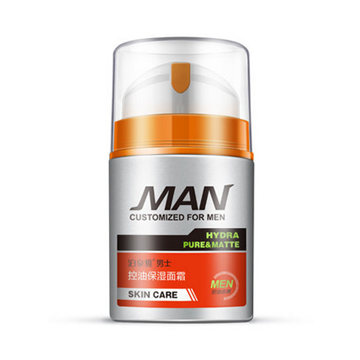 MAN
CUSTOMIZED FOR MEN
HYDRA
PURE&MATTE
男士
控油保湿面霜
SKIN CARE
MEN